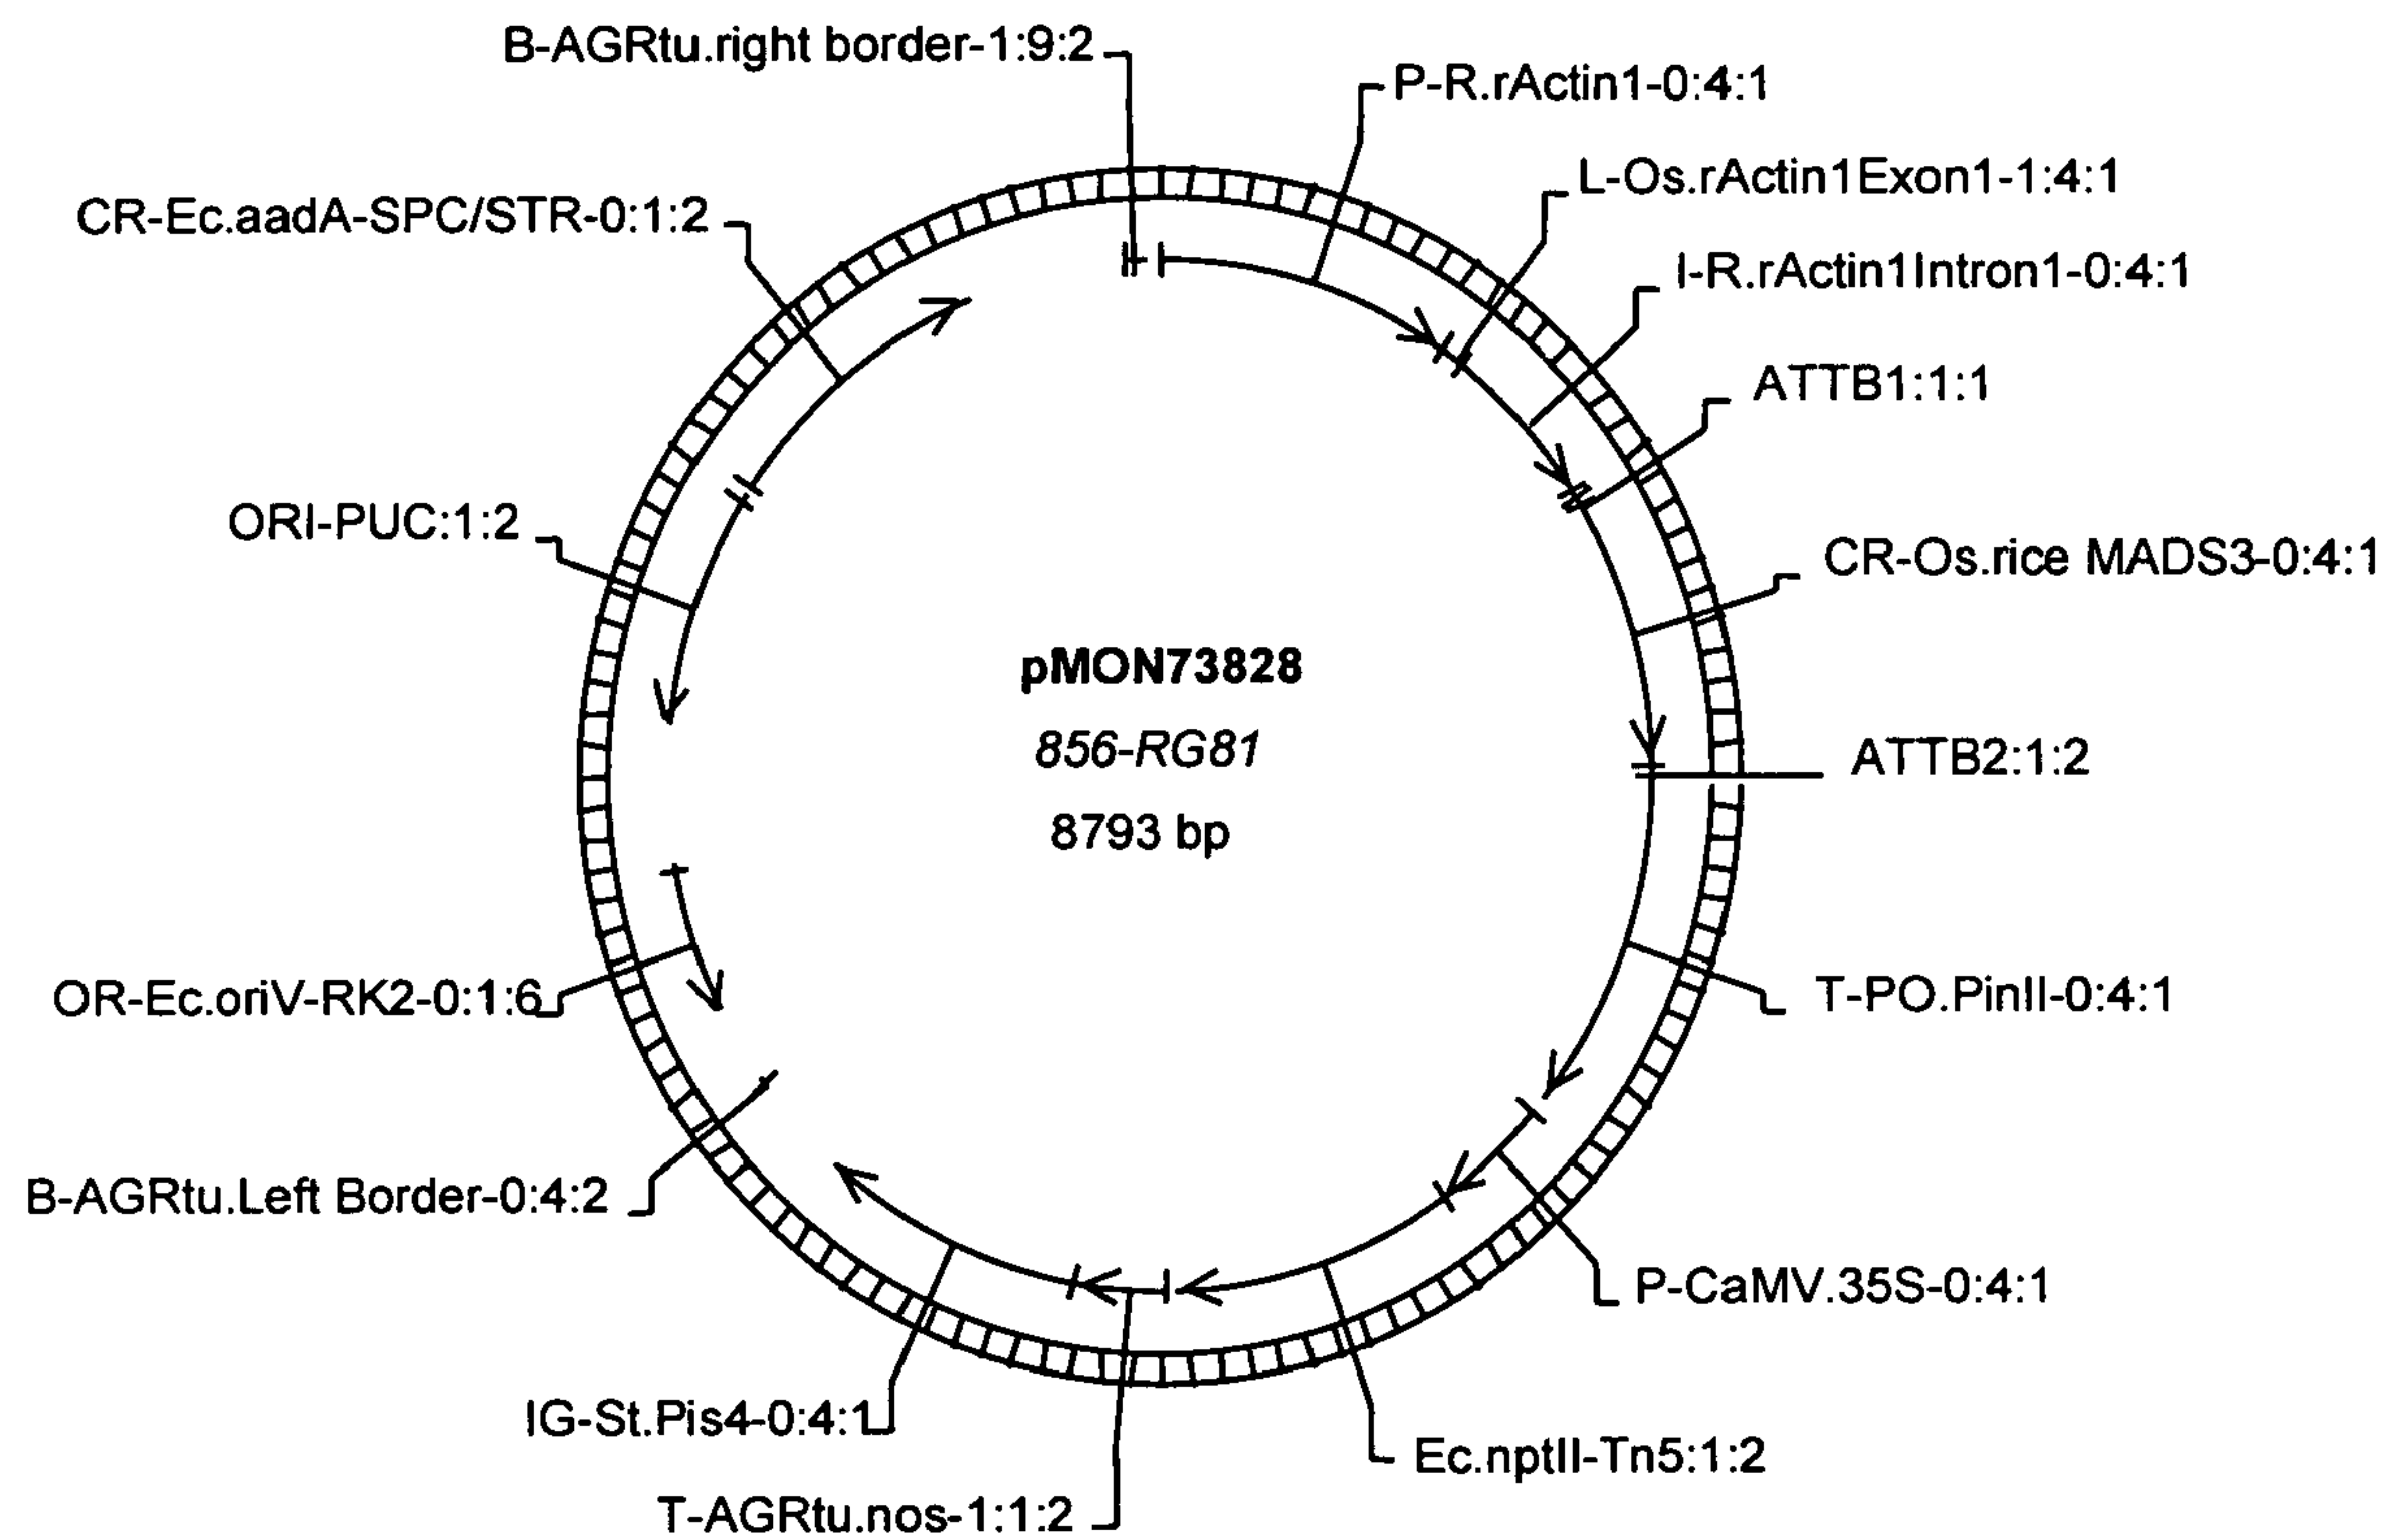 B-AGRtu.right border-1:9:2
P-R.rActin1-0:4:1
L-Os.rActin1Exon1-1:4:1
CR-Ec.aadA-SPC/STR-0:1:2
I-R.rActin1Intron1-0:4:1
ATTB1:1:1
ORI-PUC:1:2
CR-Os.rice MADS3-0:4:1
pMON73828
856-RG81
8793 bp
ATTB2:1:2
OR-Ec.oriV-RK2-0:1:6
T-PO.PinII-0:4:1
B-AGRtu.Left Border-0:4:2
P-CaMV.35S-0:4:1
IG-St.Pis4-0:4:1
Ec.nptII-Tn5:1:2
T-AGRtu.nos-1:1:2